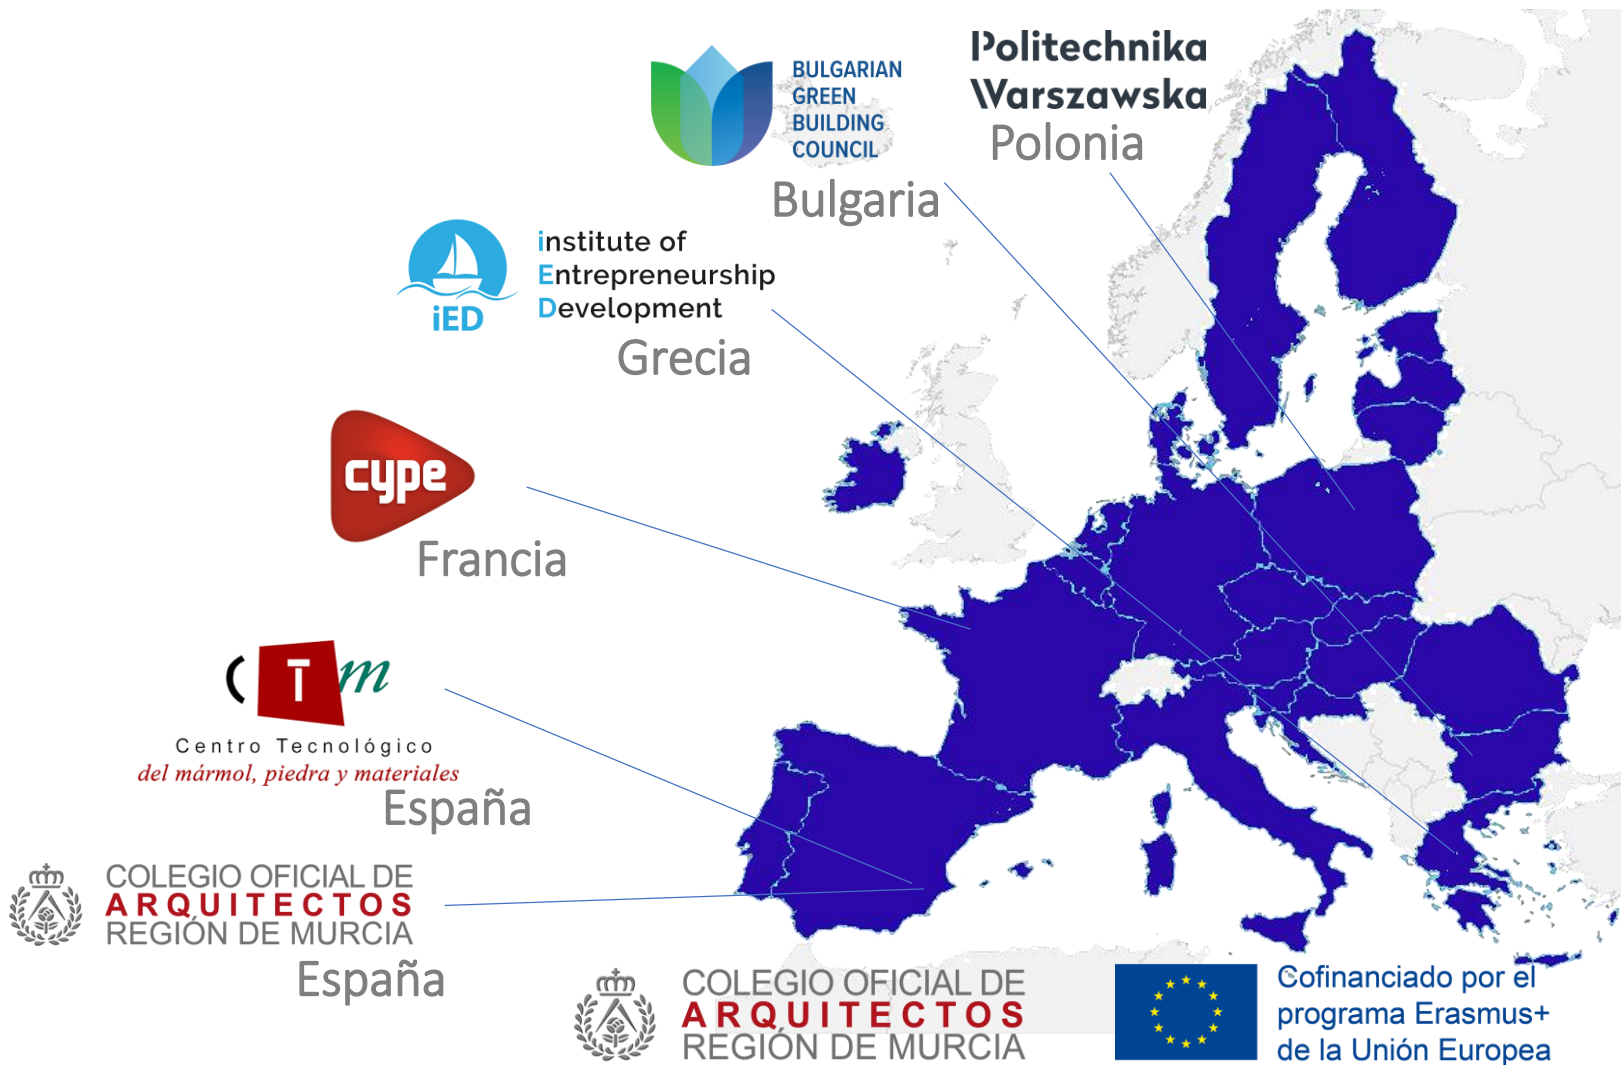 Politechnika
Warszawska
Polonia
BULGARIAN
GREEN
BUILDING
COUNCIL
Bulgaria
institute of
Entrepreneurship
Development
iED
Grecia
cype
Francia
CTm
Centro Tecnológico
del mármol, piedra y materiales
España
COLEGIO OFICIAL DE
ARQUITECTOS
REGIÓN DE MURCIA
España
COLEGIO OFICIAL DE
ARQUITECTOS
REGIÓN DE MURCIA
Cofinanciado por el
programa Erasmus+
de la Unión Europea